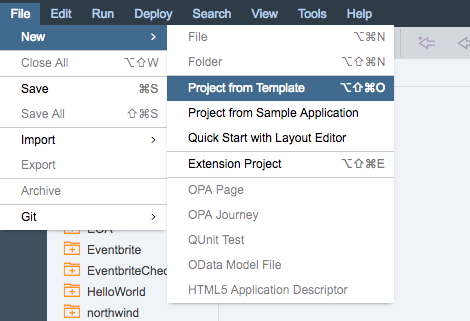 File Edit Run Deploy Search View Tools Help
New >
Close All ⌥⇧W
Save ⌘S
Save All ⇧⌘S
Import >
Export
Archive
Git >
File ⌥⌘N
Folder ⌥⇧N
Project from Template ⌥⇧⌘O
Project from Sample Application
Quick Start with Layout Editor
Extension Project ⌥⇧⌘E
OPA Page
OPA Journey
QUnit Test
OData Model File
HTML5 Application Descriptor
Eventbrite
EventbriteChec
HelloWorld
northwind